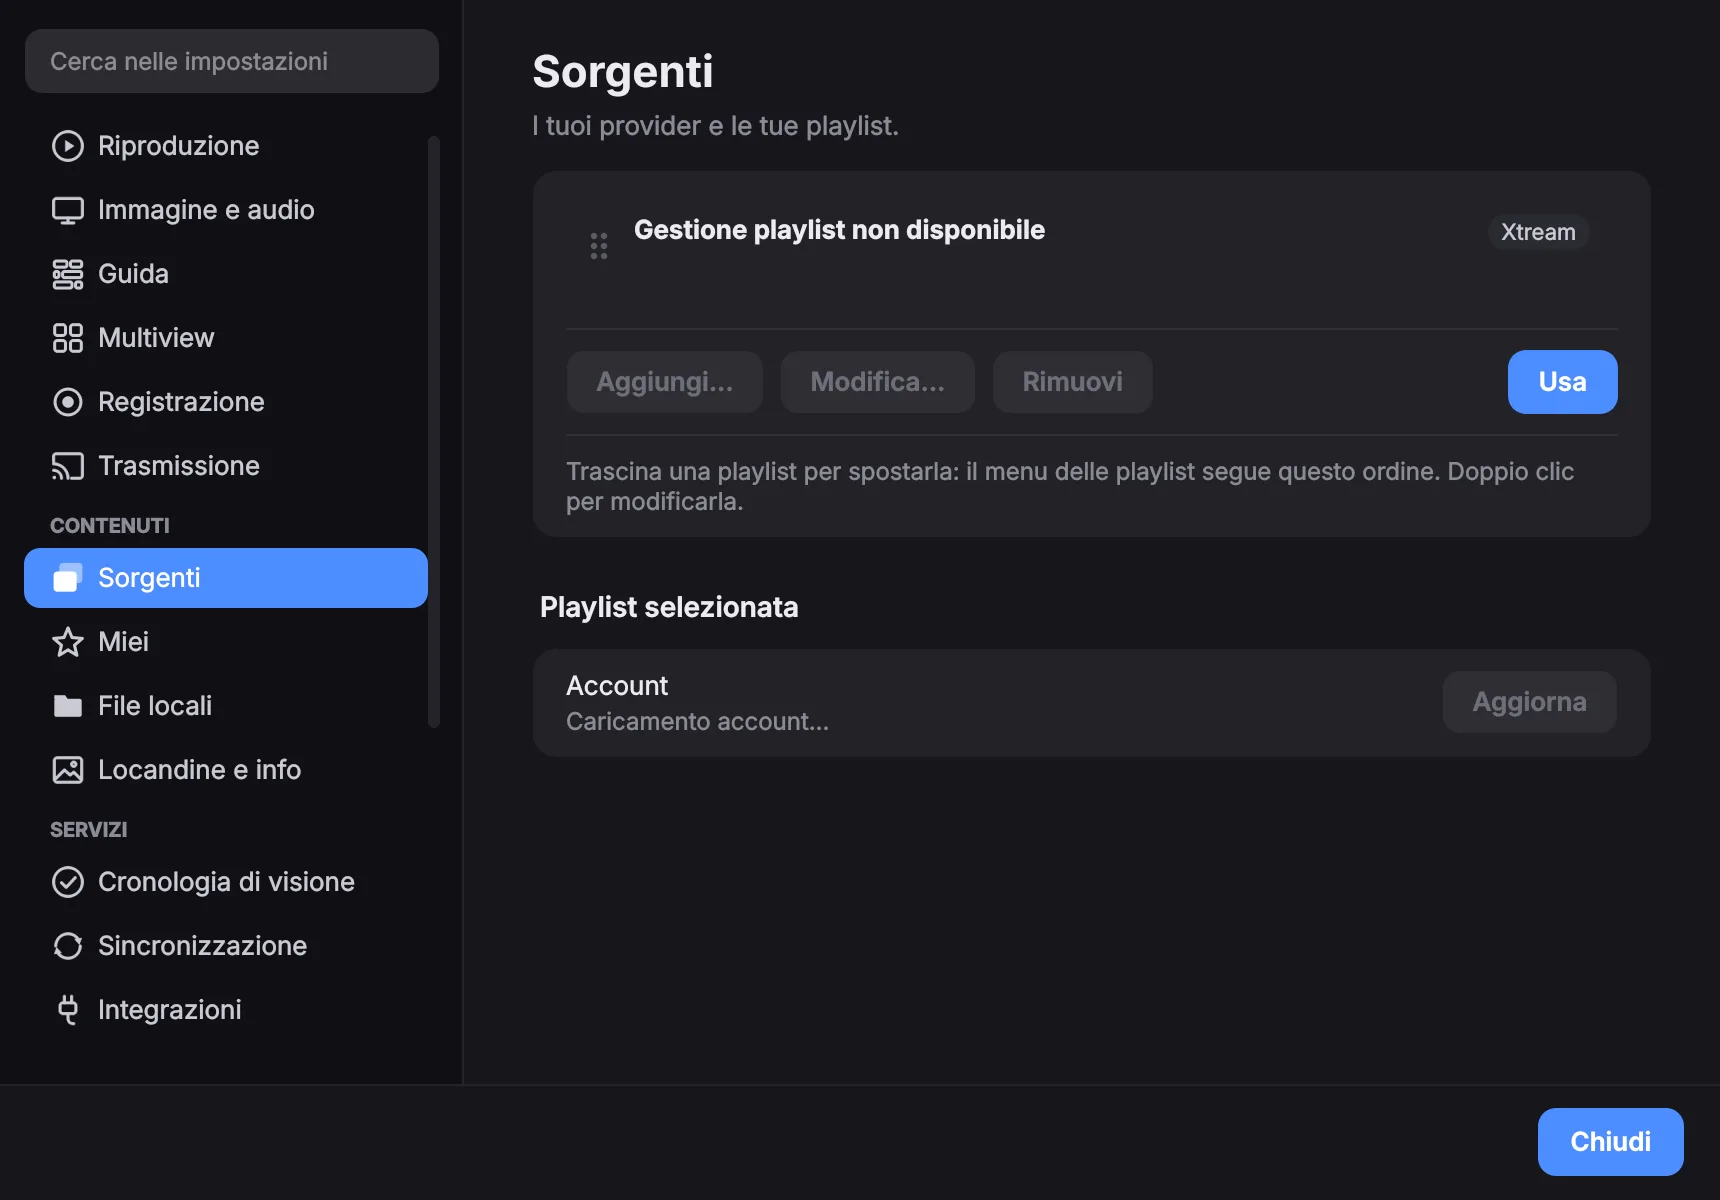 Cerca nelle impostazioni
Riproduzione
Immagine e audio
Guida
Multiview
Registrazione
Trasmissione
CONTENUTI
Sorgenti
Miei
File locali
Locandine e info
SERVIZI
Cronologia di visione
Sincronizzazione
Integrazioni
Sorgenti
I tuoi provider e le tue playlist.
Gestione playlist non disponibile
Xtream
Aggiungi...
Modifica...
Rimuovi
Usa
Trascina una playlist per spostarla: il menu delle playlist segue questo ordine. Doppio clic
per modificarla.
Playlist selezionata
Account
Caricamento account...
Aggiorna
Chiudi